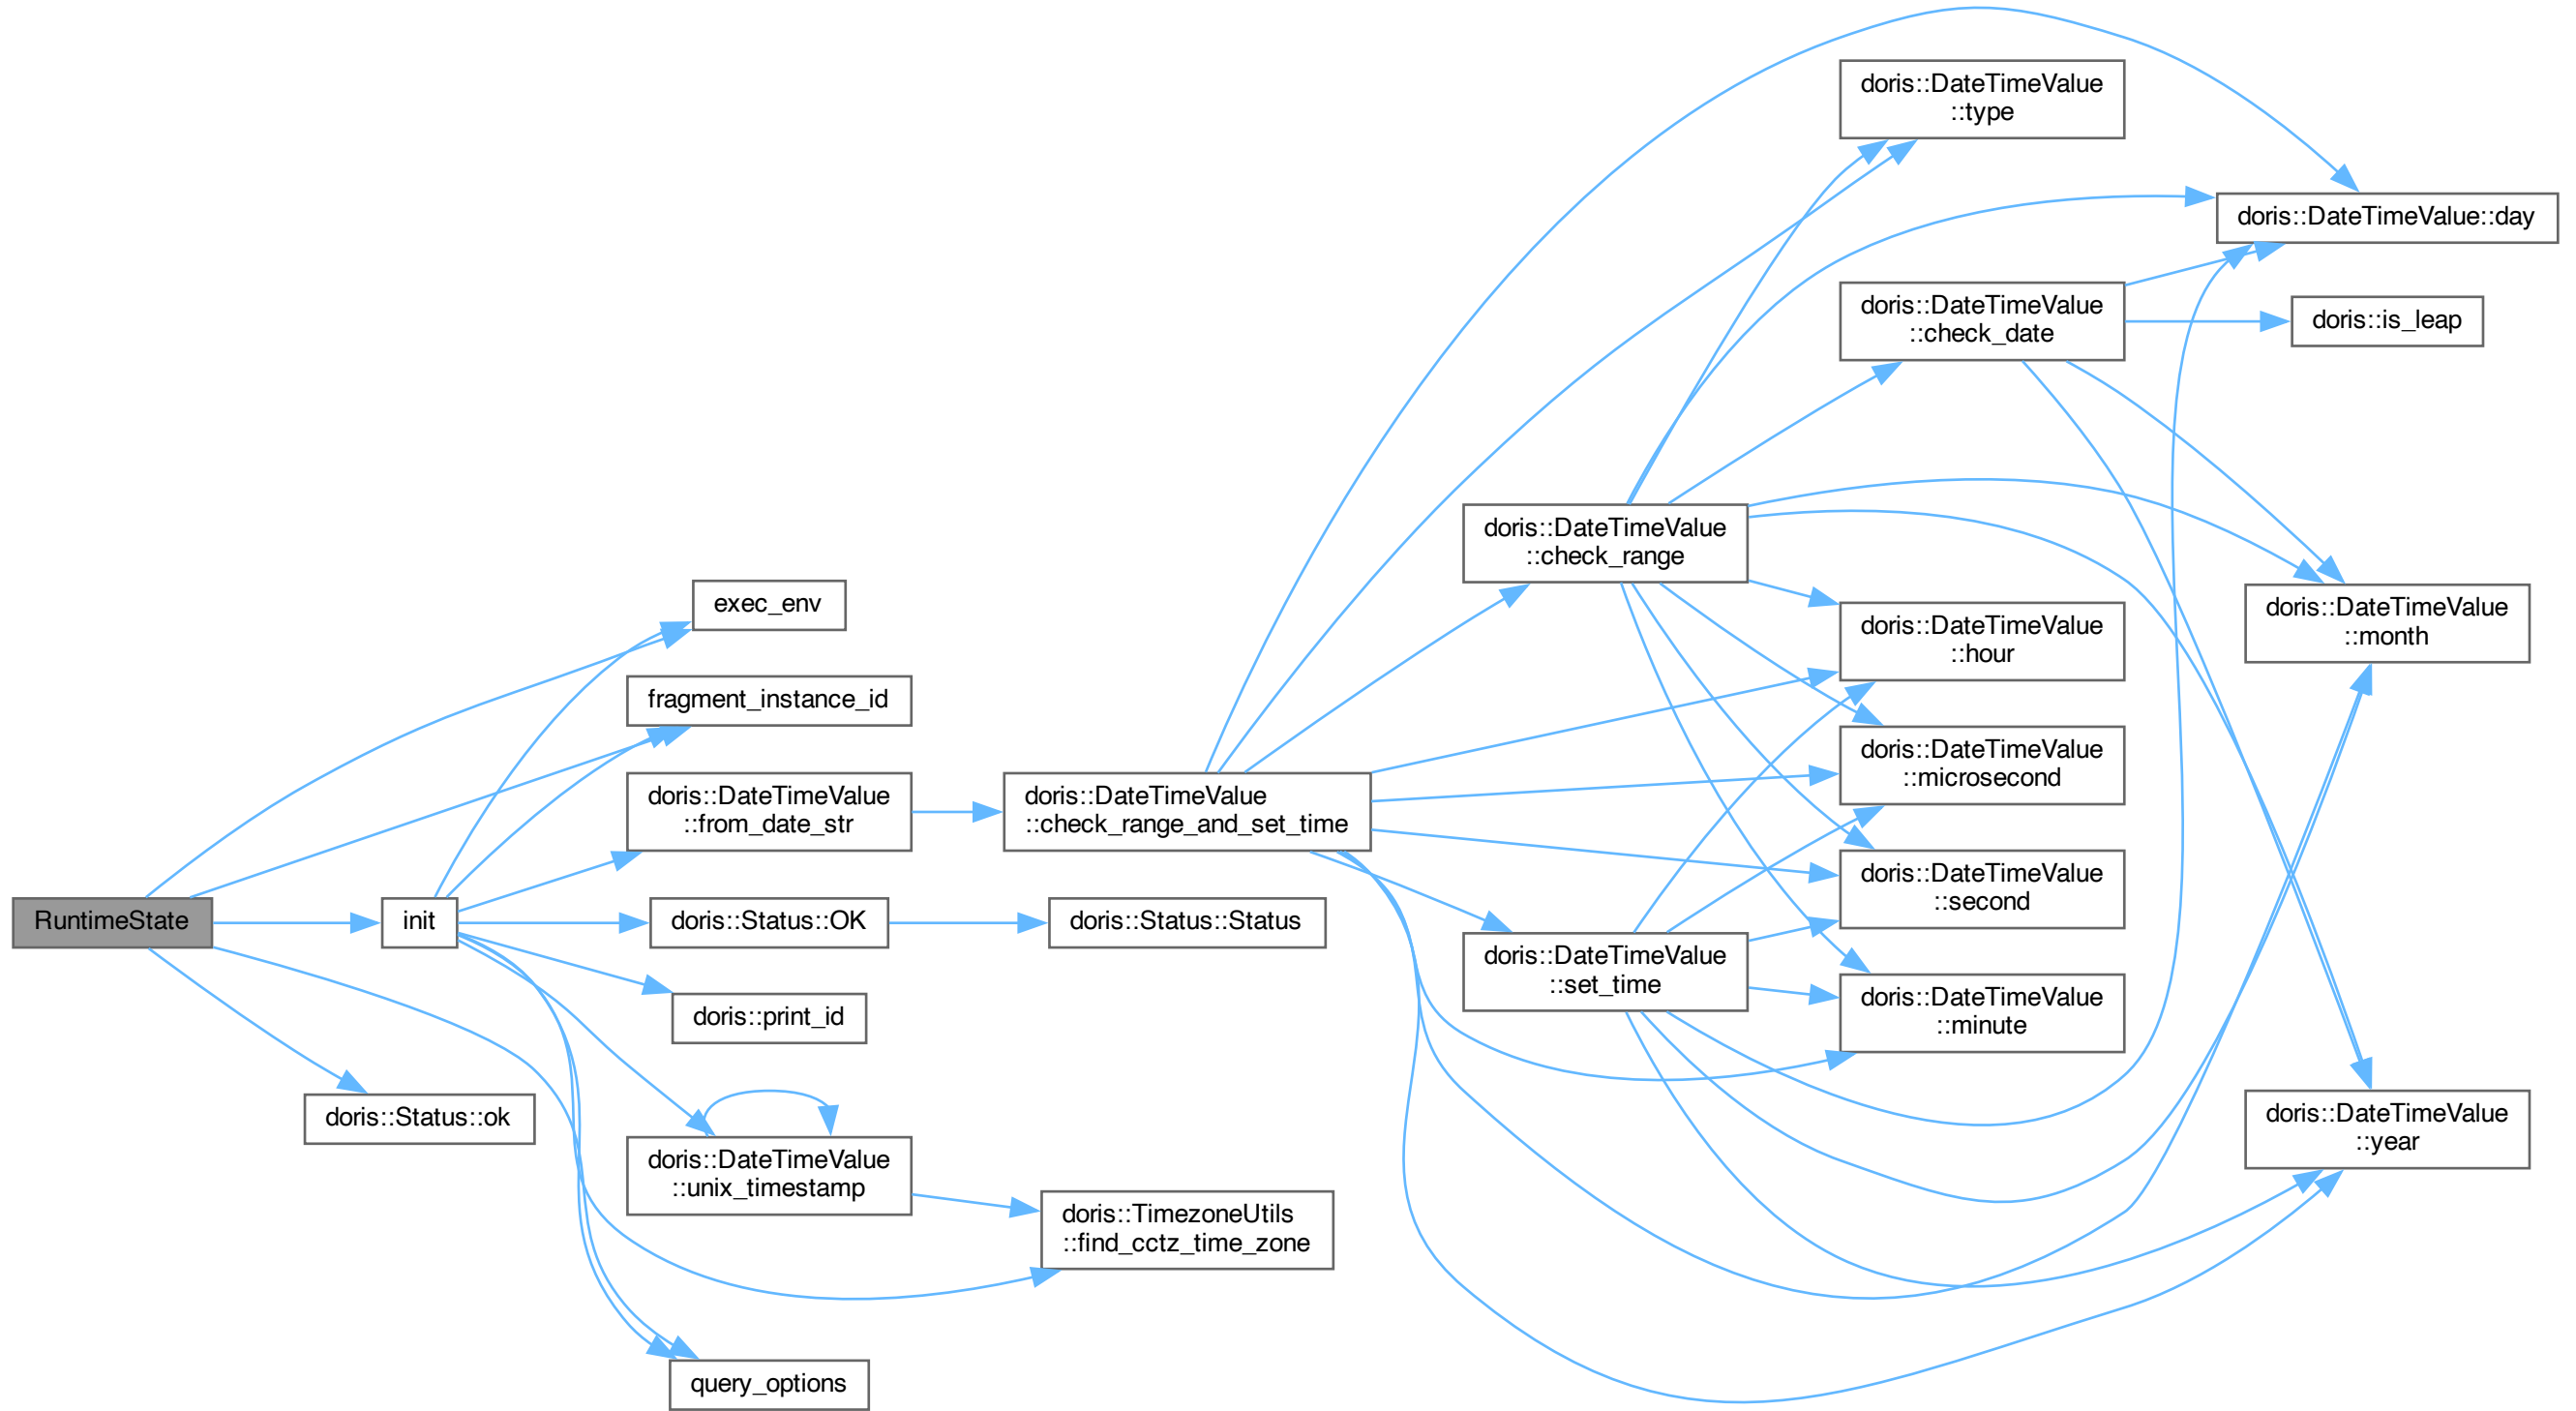 RuntimeState
exec_env
fragment_instance_id
init
doris::DateTimeValue
::from_date_str
doris::Status::OK
doris::print_id
doris::Status::ok
doris::DateTimeValue
::unix_timestamp
query_options
doris::DateTimeValue
::check_range_and_set_time
doris::Status::Status
doris::TimezoneUtils
::find_cctz_time_zone
doris::DateTimeValue
::check_range
doris::DateTimeValue
::set_time
doris::DateTimeValue
::type
doris::DateTimeValue
::check_date
doris::DateTimeValue
::hour
doris::DateTimeValue
::microsecond
doris::DateTimeValue
::second
doris::DateTimeValue
::minute
doris::DateTimeValue::day
doris::is_leap
doris::DateTimeValue
::month
doris::DateTimeValue
::year